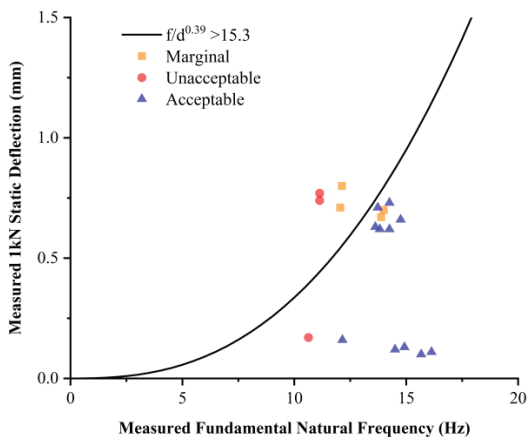 f/d^0.39 >15.3
Marginal
Unacceptable
Acceptable
Measured 1kN Static Deflection (mm)
1.5
1.0
0.5
0.0
0
5
10
15
20
Measured Fundamental Natural Frequency (Hz)